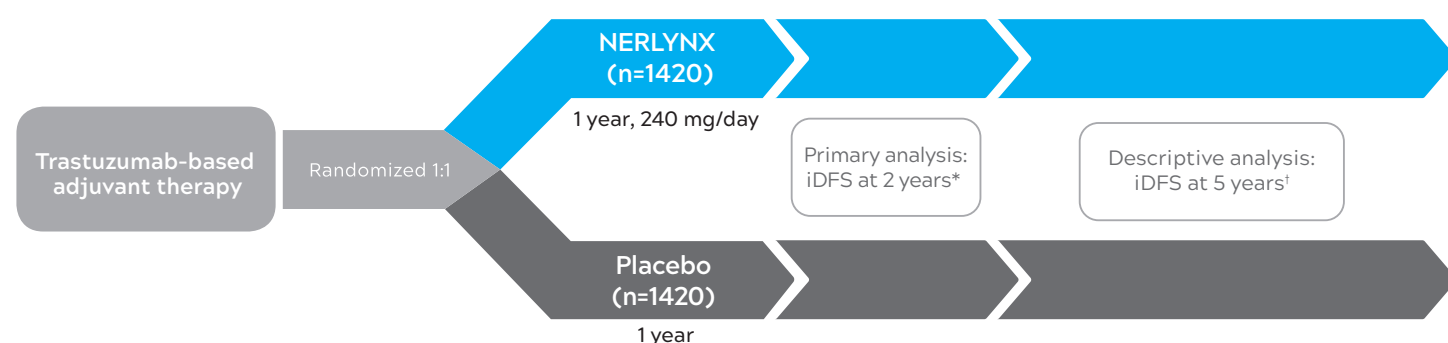 Trastuzumab-based
adjuvant therapy
Randomized 1:1
NERLYNX
(n=1420)
1 year, 240 mg/day
Primary analysis:
iDFS at 2 years*
Descriptive analysis:
iDFS at 5 years†
Placebo
(n=1420)
1 year